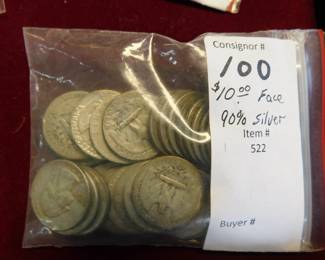 Consignor #
100
$10.00 Face
90% Silver
Item #
522
Buyer #